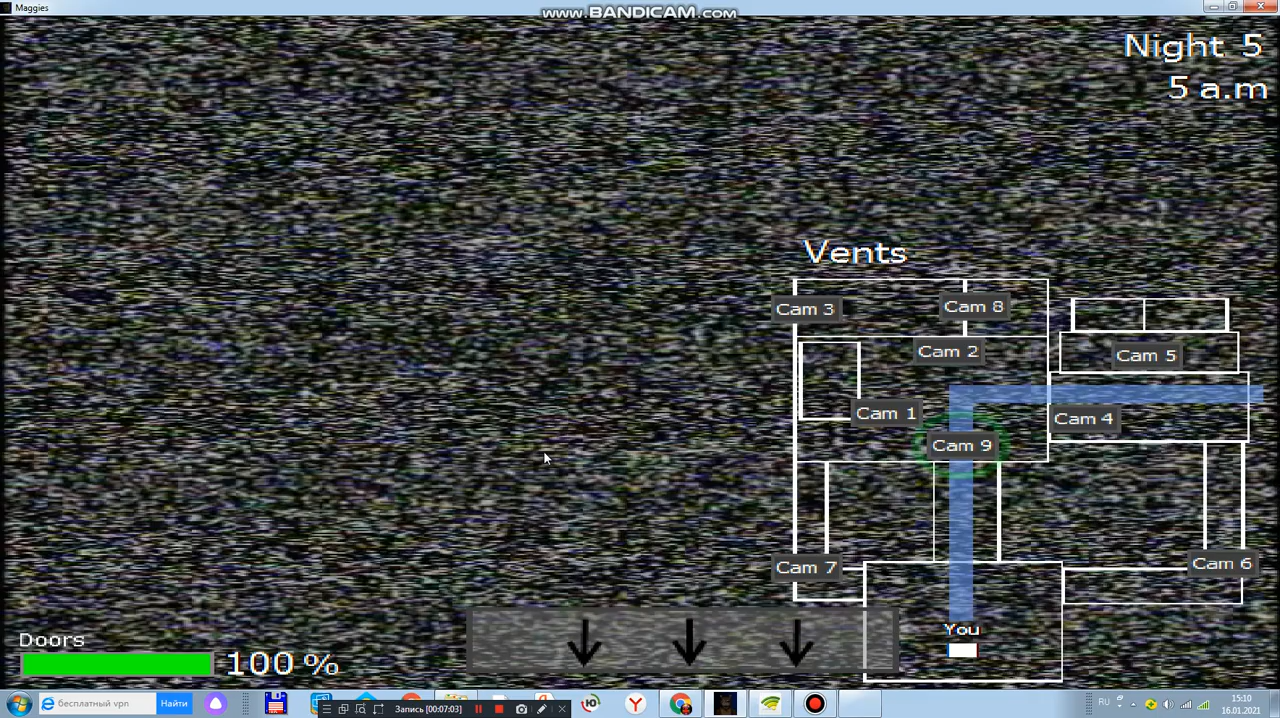 Maggies
www.BANDICAM.com
Night 5
5 a.m
Vents
Cam 3
Cam 8
Cam 2
Cam 5
Cam 1
Cam 4
Cam 9
Cam 7
Cam 6
You
Doors
100 %
бесплатный vpn
Найти
Запись [00:07:03]
RU
15:10
16.01.2021